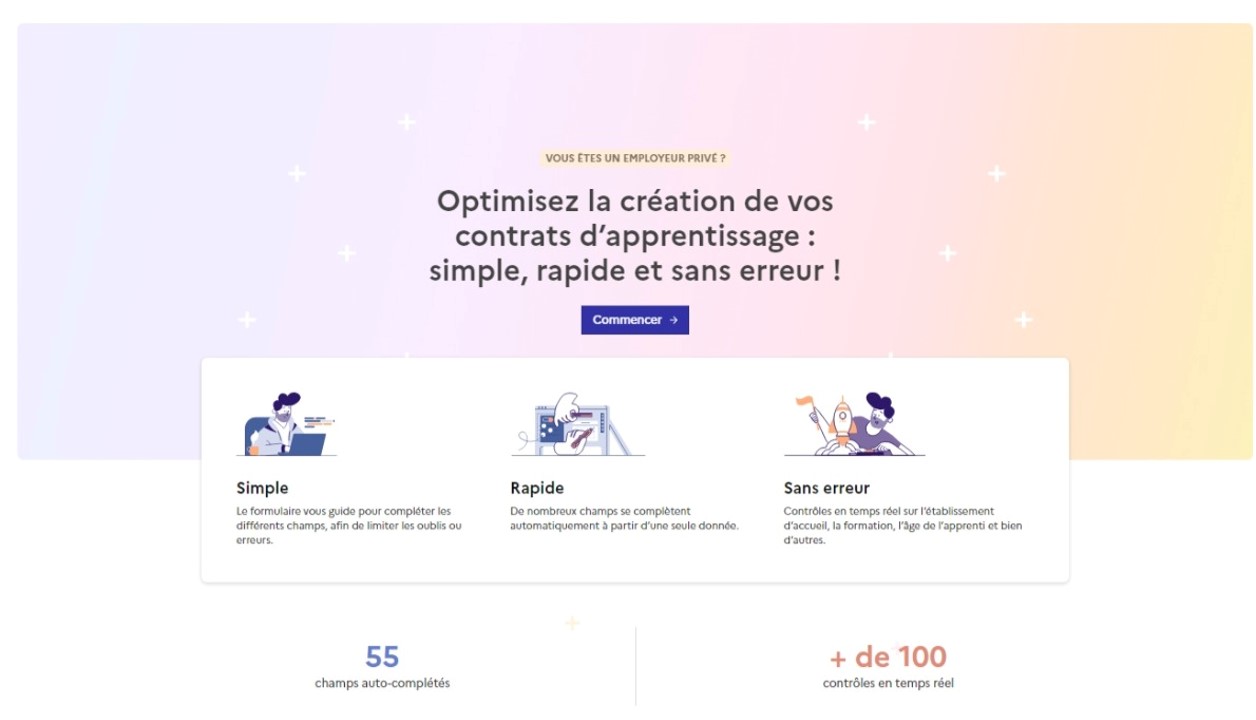 VOUS ÊTES UN EMPLOYEUR PRIVÉ ?
Optimisez la création de vos
contrats d’apprentissage :
simple, rapide et sans erreur !
Commencer →
Simple
Le formulaire vous guide pour compléter les
différents champs, afin de limiter les oublis ou
erreurs.
Rapide
De nombreux champs se complètent
automatiquement à partir d’une seule donnée.
Sans erreur
Contrôles en temps réel sur l’établissement
d’accueil, la formation, l’âge de l’apprenti et bien
d’autres.
55
champs auto-complétés
+ de 100
contrôles en temps réel